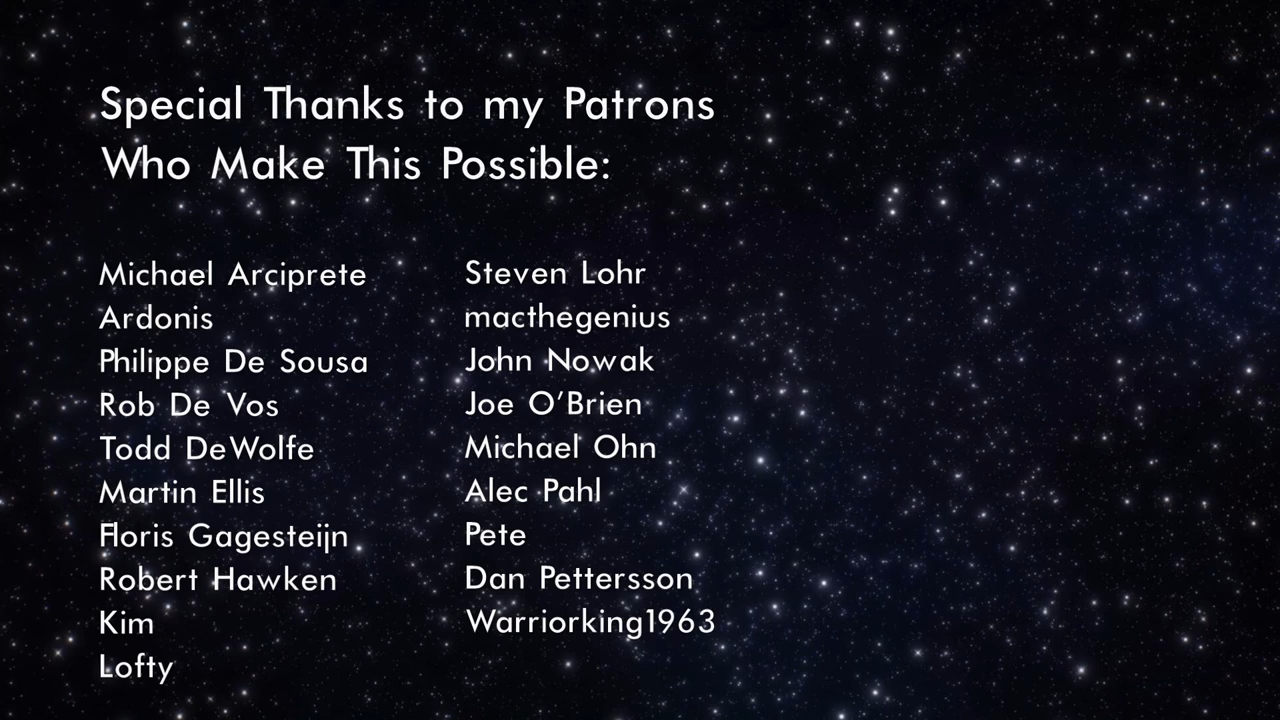 Special Thanks to my Patrons
Who Make This Possible:
Michael Arciprete
Ardonis
Philippe De Sousa
Rob De Vos
Todd DeWolfe
Martin Ellis
Floris Gagesteijn
Robert Hawken
Kim
Lofty
Steven Lohr
macthegenius
John Nowak
Joe O’Brien
Michael Ohn
Alec Pahl
Pete
Dan Pettersson
Warriorking1963